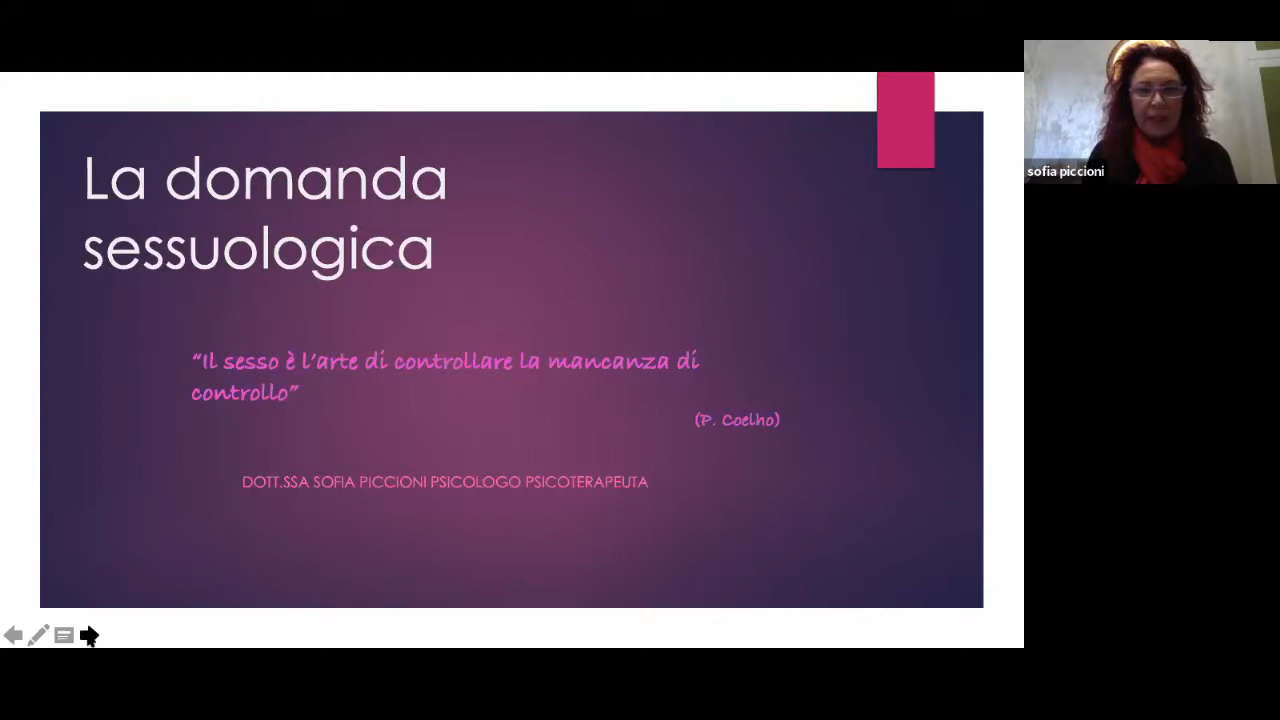 La domanda
sessuologica
“Il sesso è l’arte di controllare la mancanza di
controllo”
(P. Coelho)
DOTT.SSA SOFIA PICCIONI PSICOLOGO PSICOTERAPEUTA
sofia piccioni